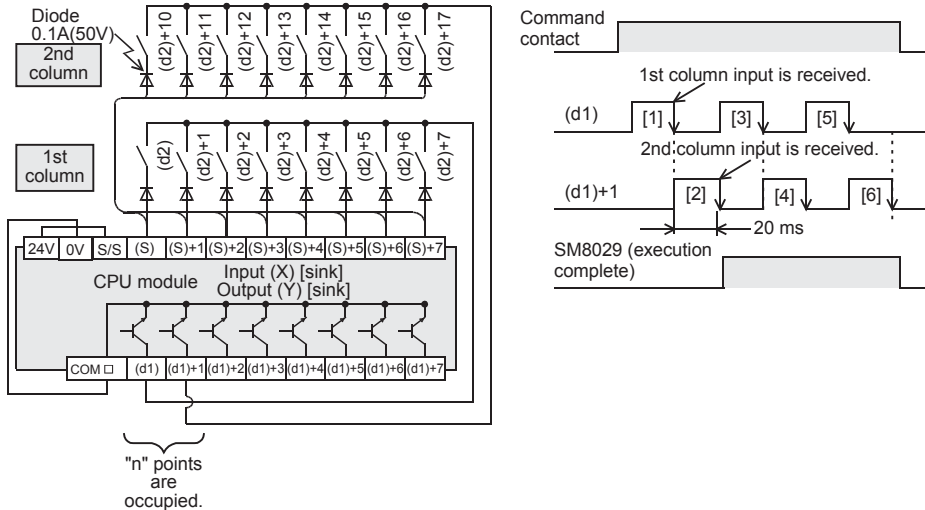 Diode
0.1A(50V)
2nd
column
(d2)+10
(d2)+11
(d2)+12
(d2)+13
(d2)+14
(d2)+15
(d2)+16
(d2)+17
1st
column
(d2)
(d2)+1
(d2)+2
(d2)+3
(d2)+4
(d2)+5
(d2)+6
(d2)+7
24V 0V S/S (S) (S)+1 (S)+2 (S)+3 (S)+4 (S)+5 (S)+6 (S)+7
CPU module
Input (X) [sink]
Output (Y) [sink]
COM □ (d1) (d1)+1 (d1)+2 (d1)+3 (d1)+4 (d1)+5 (d1)+6 (d1)+7
"n" points
are
occupied.
Command
contact
1st column input is received.
(d1) [1] [3] [5]
2nd column input is received.
(d1)+1 [2] [4] [6]
20 ms
SM8029 (execution
complete)